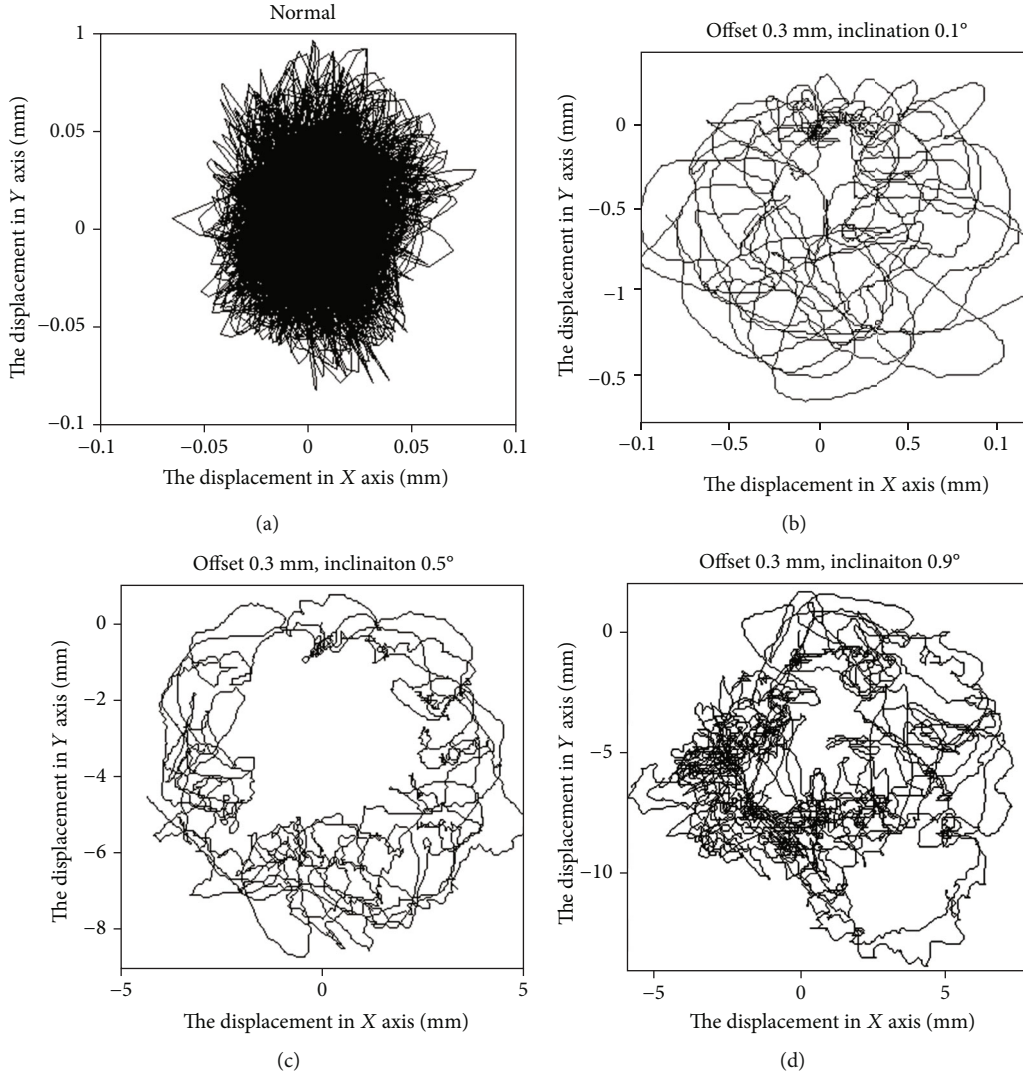 Normal
1
0.05
0
−0.05
−0.1
−0.1
−0.05
0
0.05
0.1
The displacement in Y axis (mm)
The displacement in X axis (mm)
(a)
Offset 0.3 mm, inclination 0.1°
0
−0.5
−1
−0.5
−0.1
−0.5
0
0.5
0.1
The displacement in Y axis (mm)
The displacement in X axis (mm)
(b)
Offset 0.3 mm, inclinaiton 0.5°
0
−2
−4
−6
−8
−5
0
5
The displacement in Y axis (mm)
The displacement in X axis (mm)
(c)
Offset 0.3 mm, inclinaiton 0.9°
0
−5
−10
−5
0
5
The displacement in Y axis (mm)
The displacement in X axis (mm)
(d)